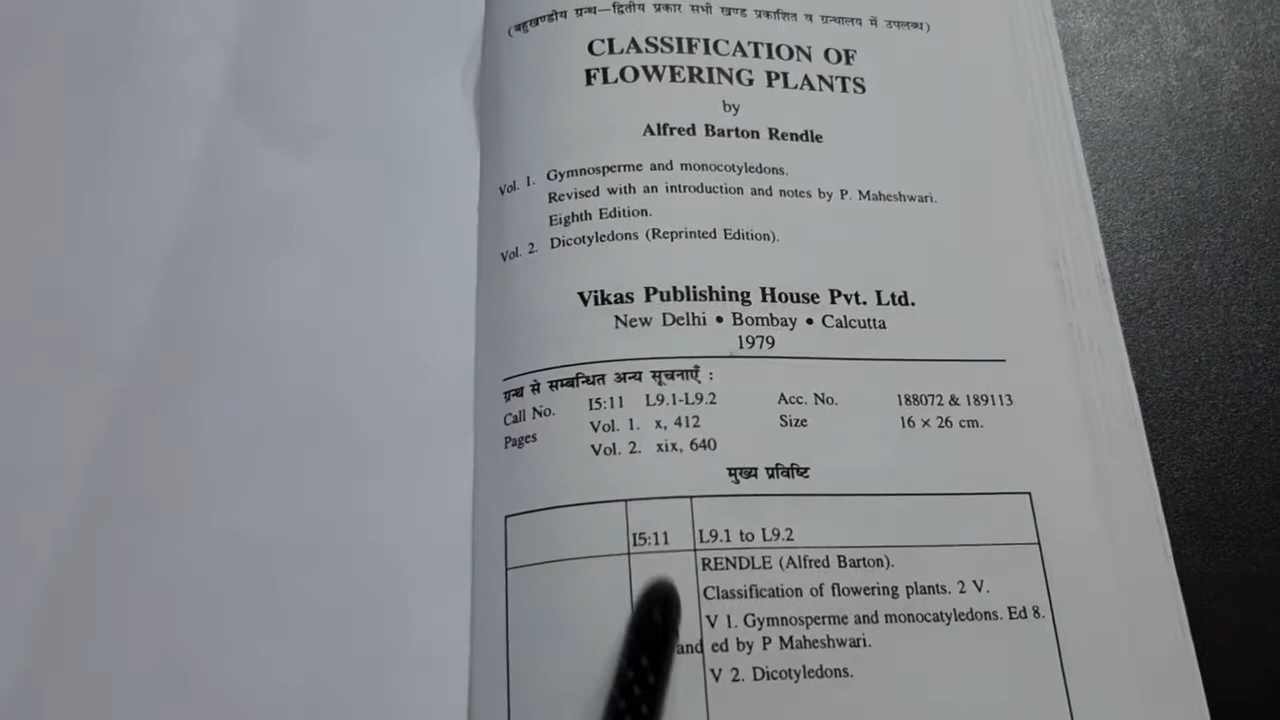 (बहुखण्डीय ग्रन्थ—द्वितीय प्रकार सभी खण्ड प्रकाशित व ग्रन्थालय में उपलब्ध)
CLASSIFICATION OF
FLOWERING PLANTS
by
Alfred Barton Rendle
Vol. 1. Gymnosperme and monocotyledons.
Revised with an introduction and notes by P. Maheshwari.
Eighth Edition.
Vol. 2. Dicotyledons (Reprinted Edition).
Vikas Publishing House Pvt. Ltd.
New Delhi • Bombay • Calcutta
1979
ग्रन्थ से सम्बन्धित अन्य सूचनाएँ :
Call No. I5:11 L9.1-L9.2 Acc. No. 188072 & 189113
Pages Vol. 1. x, 412 Size 16 × 26 cm.
Vol. 2. xix, 640
मुख्य प्रविष्टि
I5:11 L9.1 to L9.2
RENDLE (Alfred Barton).
Classification of flowering plants. 2 V.
V 1. Gymnosperme and monocatyledons. Ed 8.
and ed by P Maheshwari.
V 2. Dicotyledons.